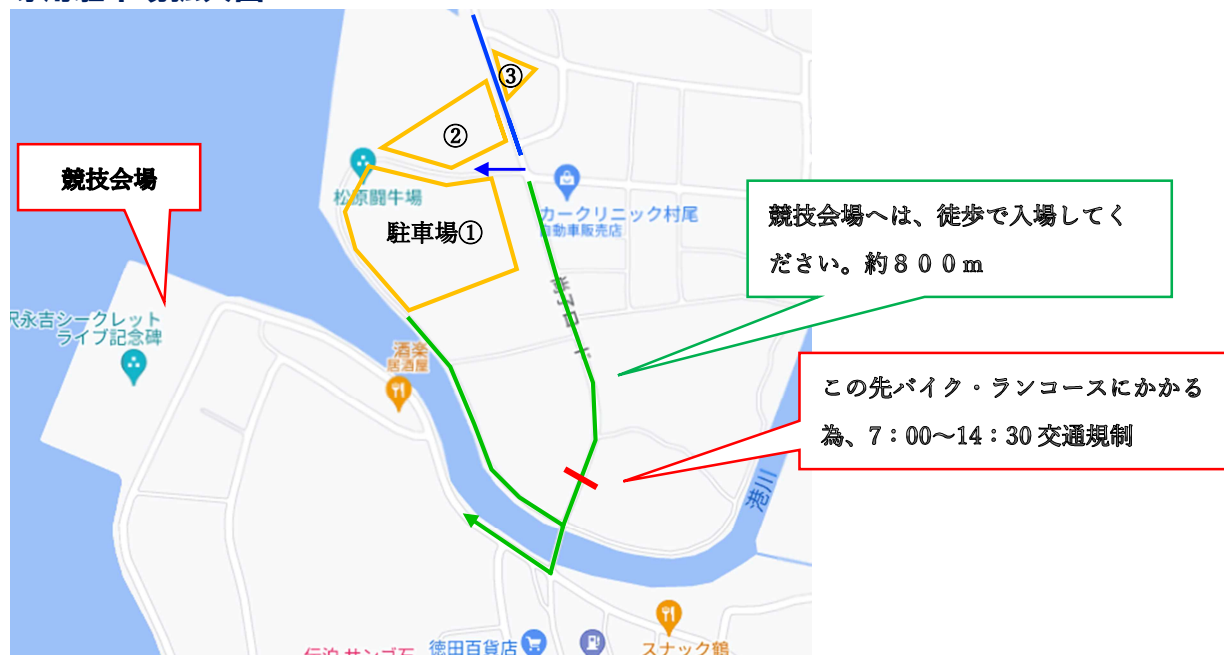 ③
②
競技会場
松原闘牛場
カークリニック村尾
自動車販売店
駐車場①
競技会場へは、徒歩で入場してく
ださい。約８００ｍ
尚子ロード
沢永吉シークレット
ライブ記念碑
酒楽
居酒屋
この先バイク・ランコースにかかる
為、7：00～14：30 交通規制
港川
徳田百貨店
スナック鶴